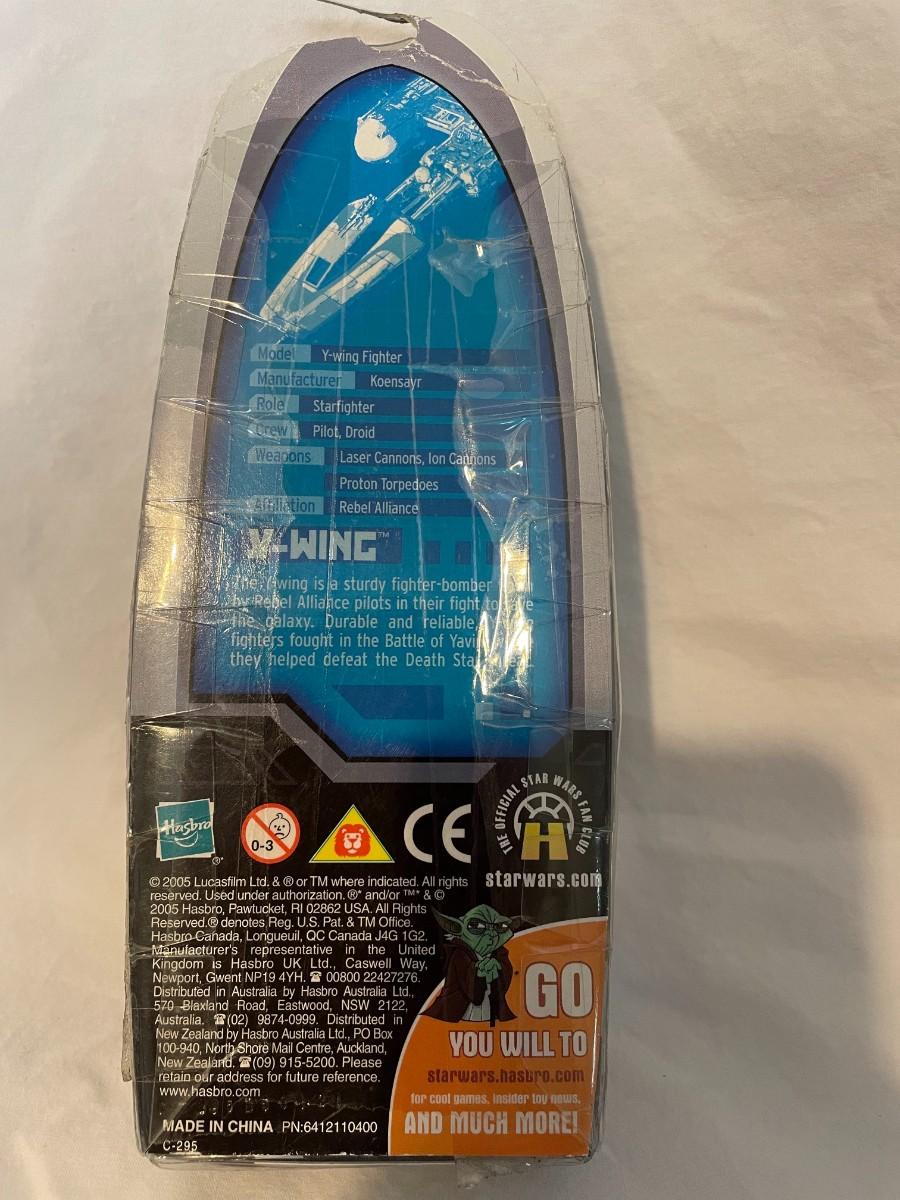 Model Y-wing Fighter
Manufacturer Koensayr
Role Starfighter
Crew Pilot, Droid
Weapons Laser Cannons, Ion Cannons
Proton Torpedoes
Affiliation Rebel Alliance
Y-WING™
The Y-wing is a sturdy fighter-bomber
by Rebel Alliance pilots in their fight to
the galaxy. Durable and reliable,
fighters fought in the Battle of
they helped defeat the Death
Hasbro
®*
0-3
CE
THE OFFICIAL STAR WARS FAN CLUB
H
starwars.com
© 2005 Lucasfilm Ltd. & ® or TM where indicated. All rights
reserved. Used under authorization. ®* and/or ™* & ©
2005 Hasbro, Pawtucket, RI 02862 USA. All Rights
Reserved.® denotes Reg. U.S. Pat. & TM Office.
Hasbro Canada, Longueuil, QC Canada J4G 1G2.
Manufacturer's representative in the United
Kingdom is Hasbro UK Ltd., Caswell Way,
Newport, Gwent NP19 4YH. ☎ 00800 22427276.
Distributed in Australia by Hasbro Australia Ltd.,
570 Blaxland Road, Eastwood, NSW 2122,
Australia. ☎(02) 9874-0999. Distributed in
New Zealand by Hasbro Australia Ltd., PO Box
100-940, North Shore Mail Centre, Auckland,
New Zealand. ☎(09) 915-5200. Please
retain our address for future reference.
www.hasbro.com
MADE IN CHINA PN:6412110400
C-295
GO
YOU WILL TO
starwars.hasbro.com
for cool games, insider toy news,
AND MUCH MORE!